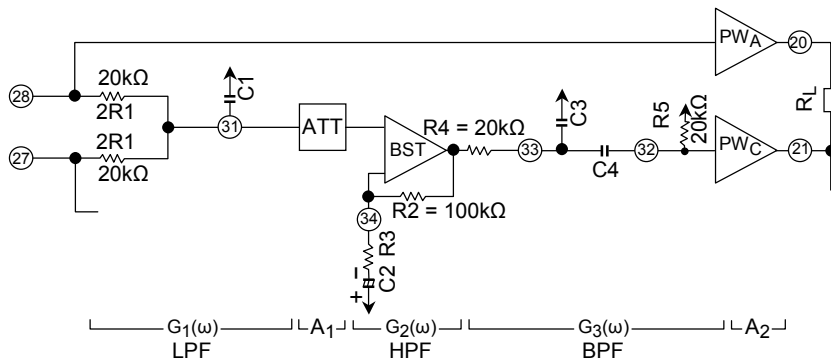 PWA
20
20kΩ
28
2R1
C1
C3
R5
20kΩ
RL
2R1
31
ATT
R4 = 20kΩ
27
20kΩ
BST
33
C4
32
PWC
21
R2 = 100kΩ
34
R3
C2
+ −
G1(ω)
A1
G2(ω)
G3(ω)
A2
LPF
HPF
BPF